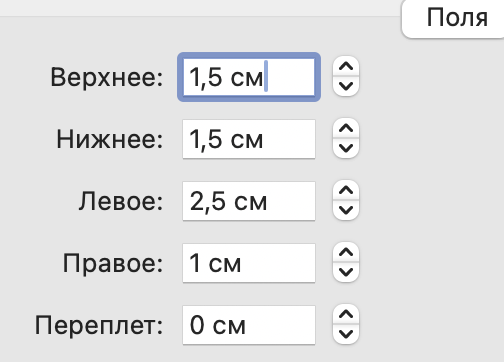 Поля
Верхнее: 1,5 см
Нижнее: 1,5 см
Левое: 2,5 см
Правое: 1 см
Переплет: 0 см